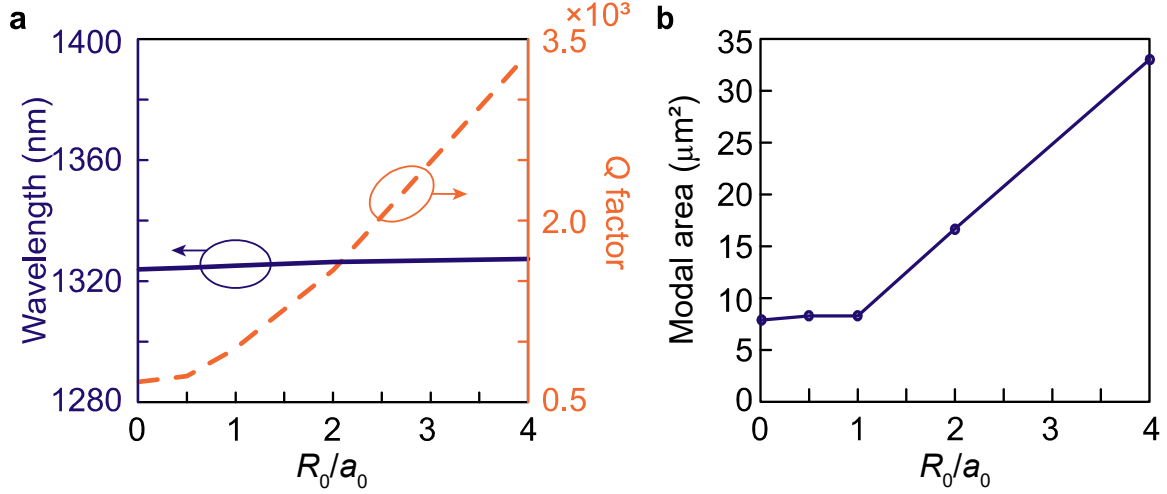 a
×10³
1400
1360
1320
1280
Wavelength (nm)
3.5
2.0
0.5
Q factor
0 1 2 3 4
R₀/a₀
b
35
30
25
20
15
10
5
0
Modal area (μm²)
0 1 2 3 4
R₀/a₀